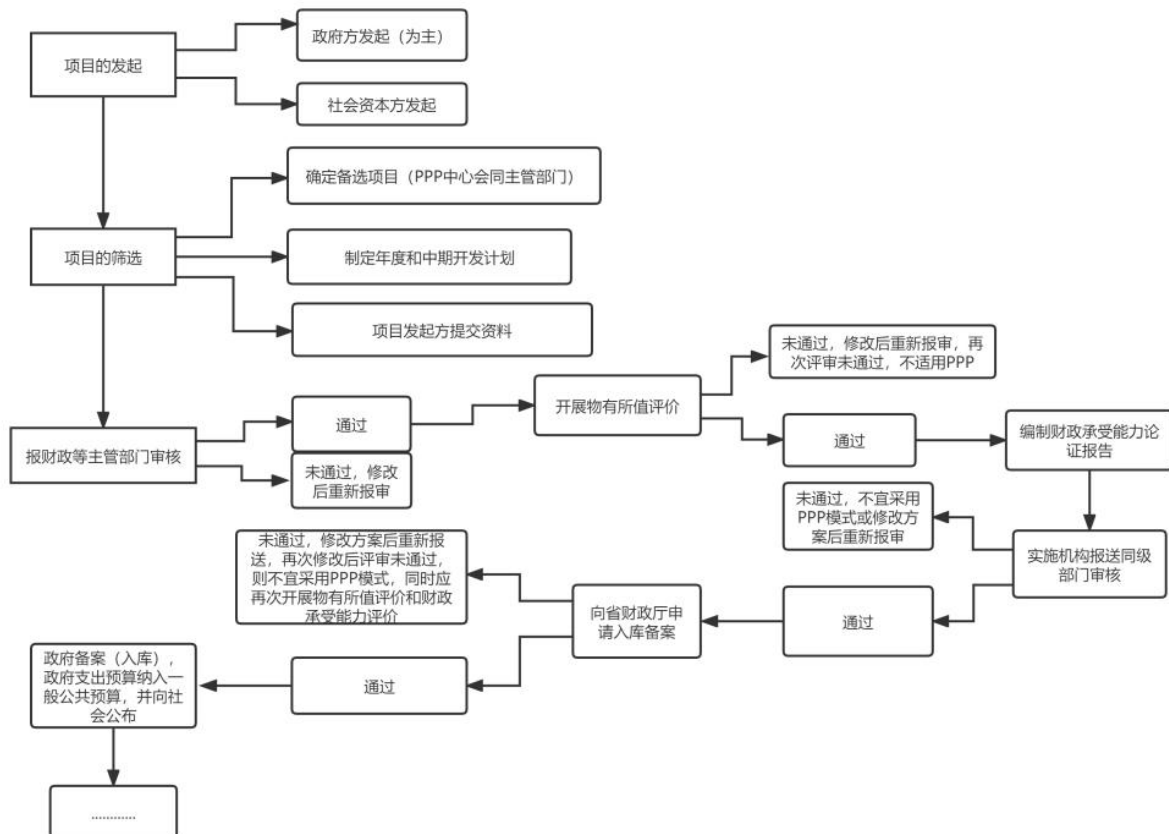 政府方发起（为主）
项目的发起
社会资本方发起
确定备选项目（PPP中心会同主管部门）
项目的筛选
制定年度和中期开发计划
项目发起方提交资料
未通过，修改后重新报审，再
次评审未通过，不适用PPP
开展物有所值评价
通过
报财政等主管部门审核
未通过，修改
后重新报审
通过
编制财政承受能力论
证报告
未通过，不宜采用
PPP模式或修改方
案后重新报审
实施机构报送同级
部门审核
通过
向省财政厅申
请入库备案
未通过，修改方案后重新报
送，再次修改后评审未通过，
则不宜采用PPP模式，同时应
再次开展物有所值评价和财政
承受能力评价
通过
政府备案（入库），
政府支出预算纳入一
般公共预算，并向社
会公布
............